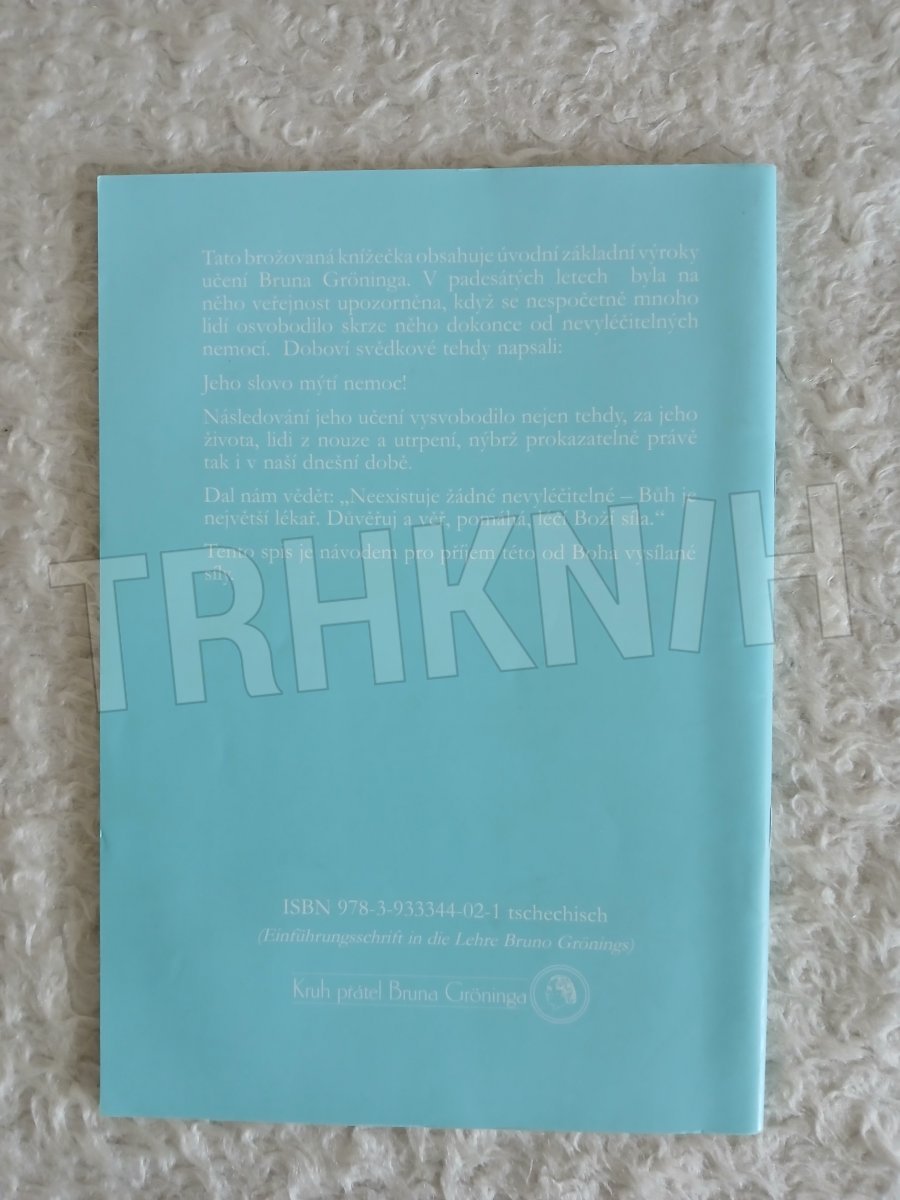 Tato brožovaná knížečka obsahuje úvodní základní výroky
učení Bruna Gröninga. V padesátých letech byla na
něho veřejnost upozorněna, když se nespočetně mnoho
lidí osvobodilo skrze něho dokonce od nevyléčitelných
nemocí. Doboví svědkové tehdy napsali:
Jeho slovo mýtí nemoc!
Následování jeho učení vysvobodilo nejen tehdy, za jeho
života, lidi z nouze a utrpení, nýbrž prokazatelně právě
tak i v naší dnešní době.
Dal nám vědět: „Neexistuje žádné nevyléčitelné – Bůh je
největší lékař. Důvěřuj a věř, pomáhá, léčí Boží síla.“
Tento spis je návodem pro příjem této od Boha vysílané
síly.
TRHKNIH
ISBN 978-3-933344-02-1 tschechisch
(Einführungsschrift in die Lehre Bruno Grönings)
Kruh přátel Bruna Gröninga